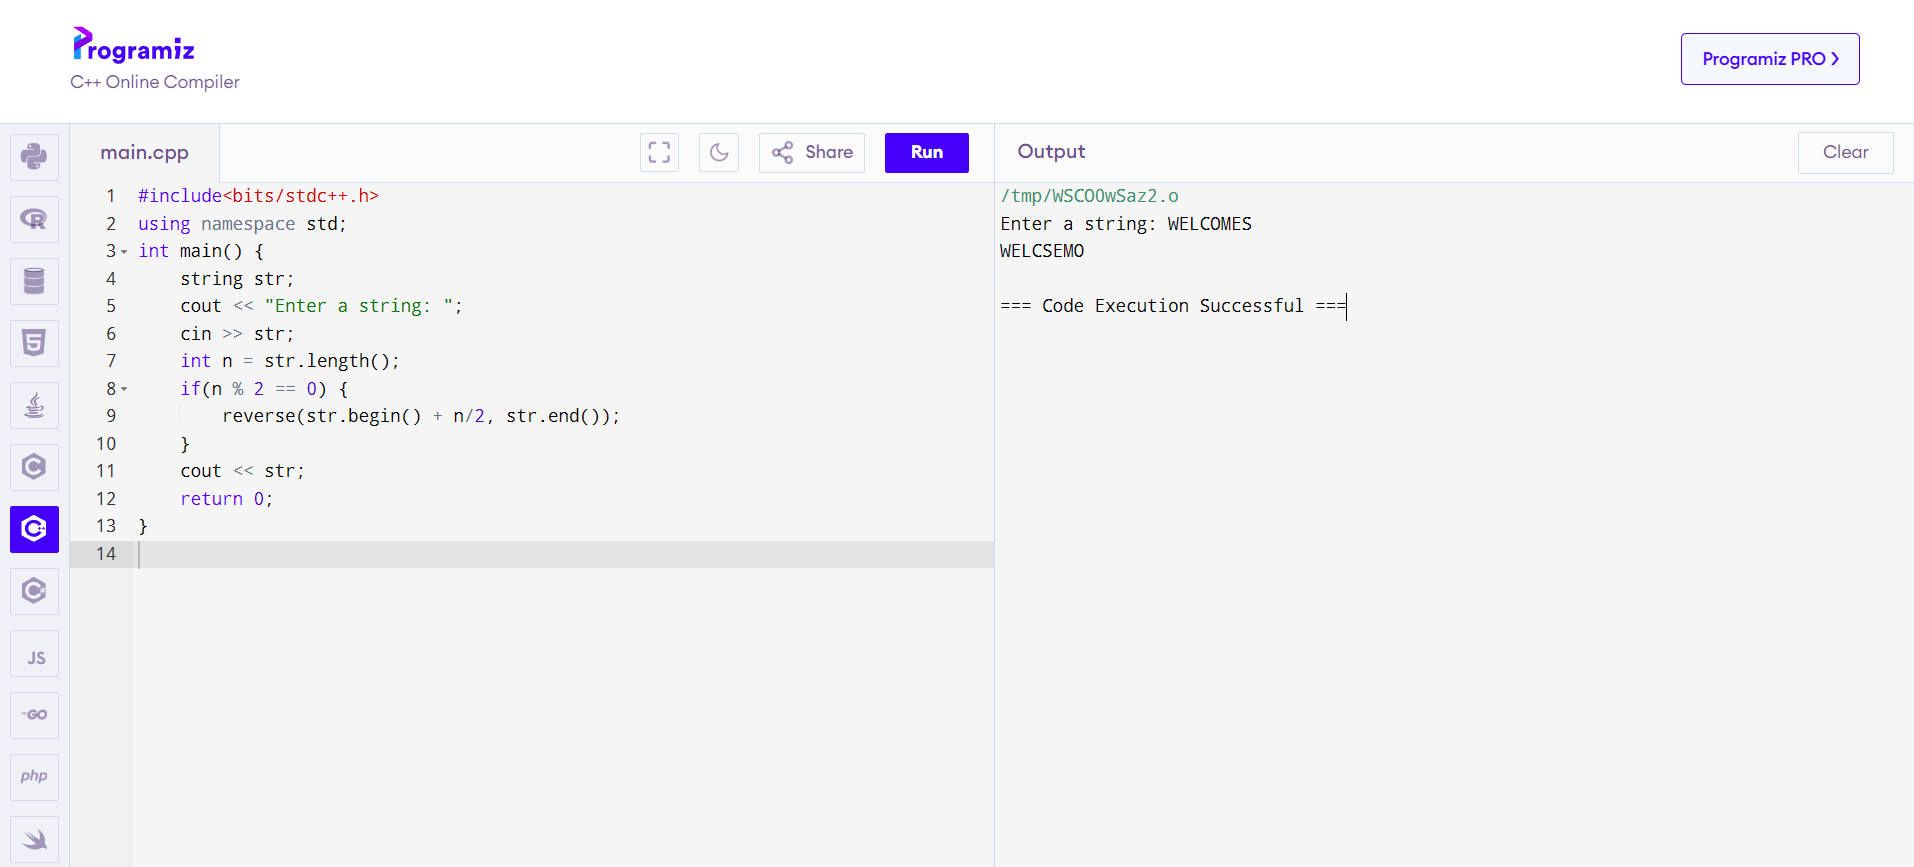 Programiz
C++ Online Compiler
Programiz PRO >
main.cpp
Share
Run
Output
Clear
1 #include<bits/stdc++.h>
2 using namespace std;
3 int main() {
4 string str;
5 cout << "Enter a string: ";
6 cin >> str;
7 int n = str.length();
8 if(n % 2 == 0) {
9 reverse(str.begin() + n/2, str.end());
10 }
11 cout << str;
12 return 0;
13 }
14
/tmp/WSCO0wSaz2.o
Enter a string: WELCOMES
WELCSEMO
=== Code Execution Successful ===
R
5
C
C++
C#
JS
GO
php